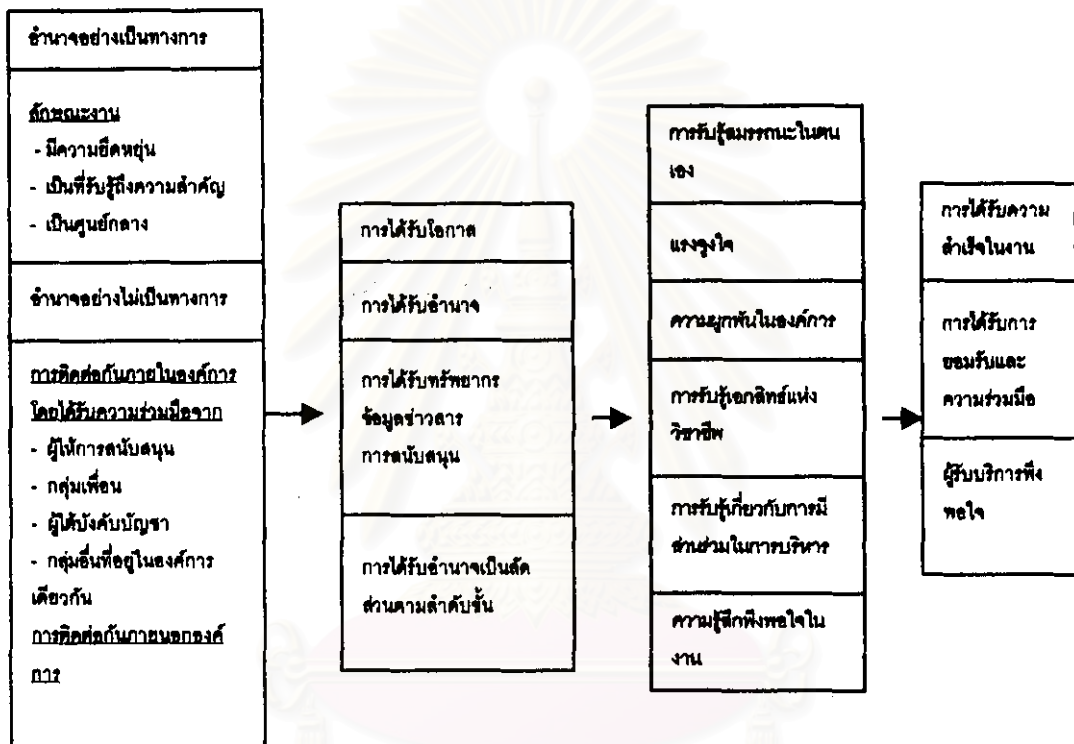 อำนาจอย่างเป็นทางการ
ลักษณะงาน
- มีความยืดหยุ่น
- เป็นที่รับรู้ถึงความสำคัญ
- เป็นศูนย์กลาง
อำนาจอย่างไม่เป็นทางการ
การติดต่อกันภายในองค์การ
โดยได้รับความร่วมมือจาก
- ผู้ให้การสนับสนุน
- กลุ่มเพื่อน
- ผู้ใต้บังคับบัญชา
- กลุ่มอื่นที่อยู่ในองค์การ
เดียวกัน
การติดต่อกันภายนอกองค์
การ
การได้รับโอกาส
การได้รับอำนาจ
การได้รับทรัพยากร
ข้อมูลข่าวสาร
การสนับสนุน
การได้รับอำนาจเป็นสัด
ส่วนตามลำดับชั้น
การรับรู้สมรรถนะในตน
เอง
แรงจูงใจ
ความผูกพันในองค์การ
การรับรู้เอกสิทธ์แห่ง
วิชาชีพ
การรับรู้เกี่ยวกับการมี
ส่วนร่วมในการบริหาร
ความรู้สึกพึงพอใจใน
งาน
การได้รับความ
สำเร็จในงาน
การได้รับการ
ยอมรับและ
ความร่วมมือ
ผู้รับบริการพึง
พอใจ